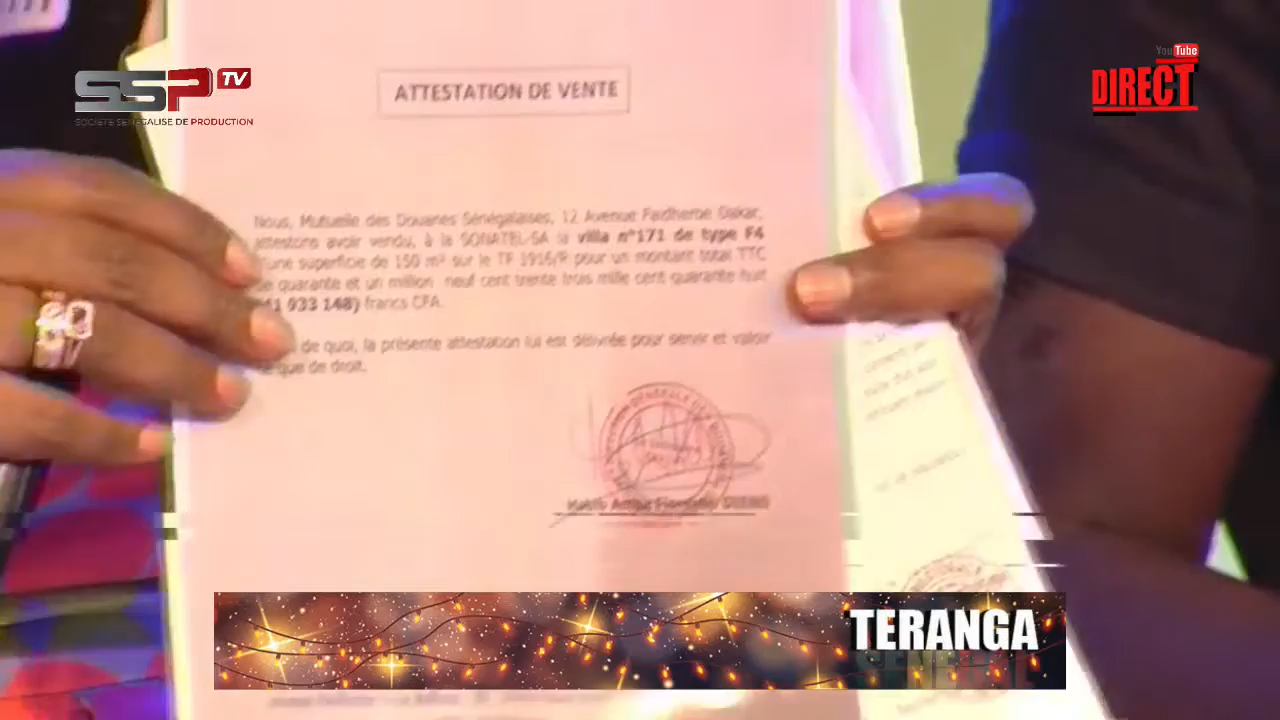 SSP TV
SOCIETE SENEGALISE DE PRODUCTION
YouTube
DIRECT
ATTESTATION DE VENTE
Nous, Mutuelle des Douanes Sénégalaises, 12 Avenue Faidherbe Dakar,
attestons avoir vendu, à la SONATEL-SA la villa n°171 de type F4
d'une superficie de 150 m² sur le TF 1916/R pour un montant total TTC
de quarante et un million neuf cent trente trois mille cent quarante huit
41 933 148) francs CFA.
de quoi, la présente attestation lui est délivrée pour servir et valoir
ce que de droit.
TERANGA
SENEGAL